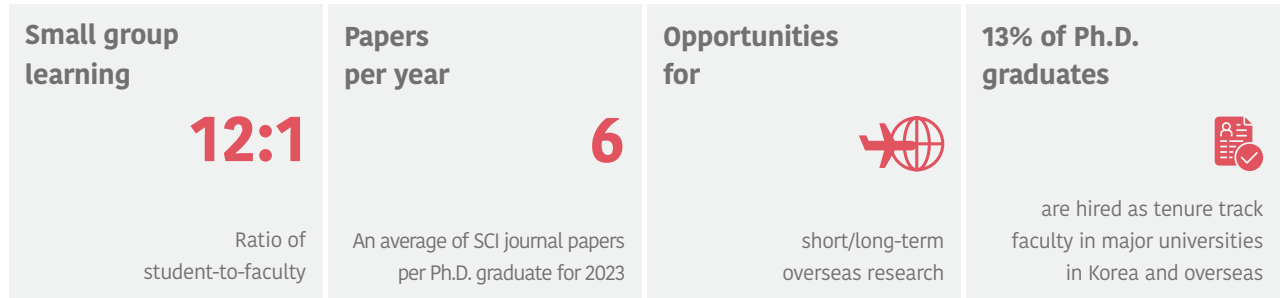 Small group
learning
12:1
Ratio of
student-to-faculty
Papers
per year
6
An average of SCI journal papers
per Ph.D. graduate for 2023
Opportunities
for
short/long-term
overseas research
13% of Ph.D.
graduates
are hired as tenure track
faculty in major universities
in Korea and overseas